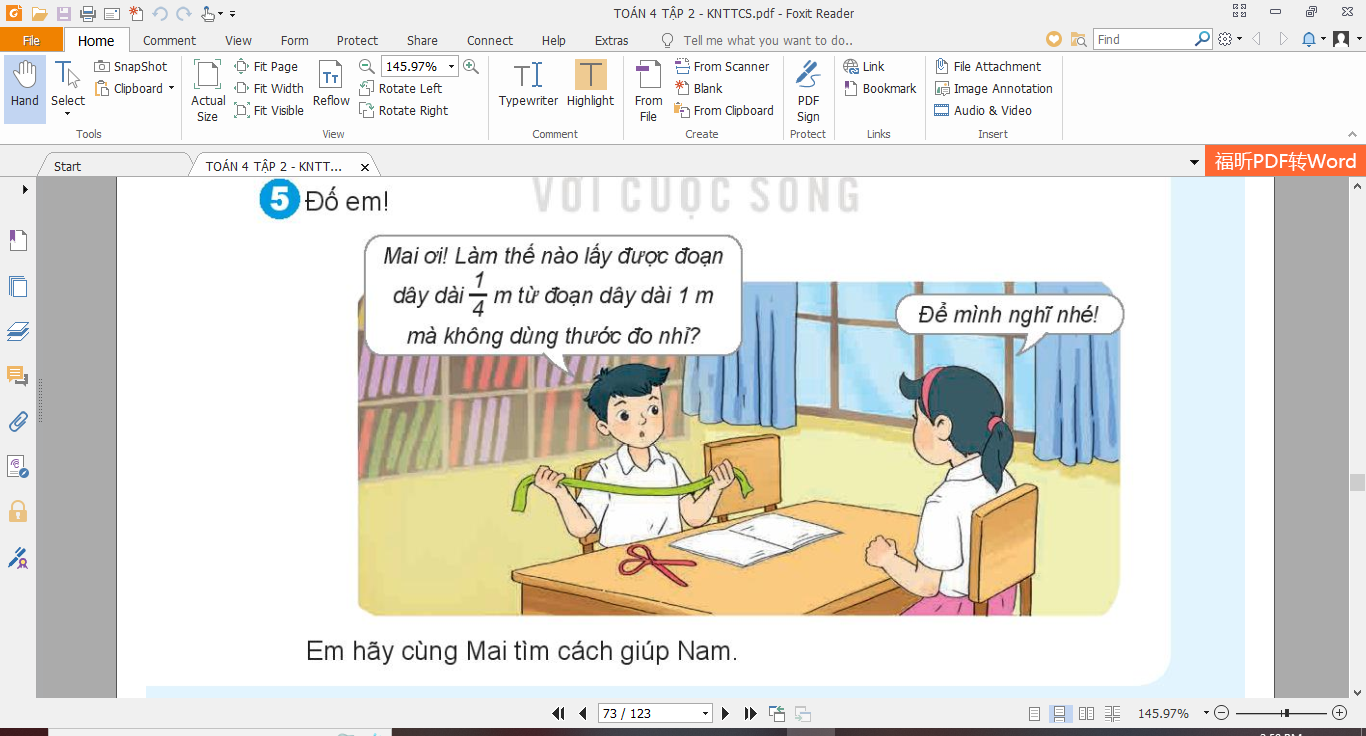 TOÁN 4 TẬP 2 - KNTTCS.pdf - Foxit Reader
File Home Comment View Form Protect Share Connect Help Extras Tell me what you want to do.. Find
Hand
Select
SnapShot
Clipboard
Tools
Actual Size
Fit Page
Fit Width
Fit Visible
Reflow
145.97%
Rotate Left
Rotate Right
View
Typewriter
Highlight
Comment
From File
From Scanner
Blank
From Clipboard
Create
PDF Sign
Protect
Link
Bookmark
Links
File Attachment
Image Annotation
Audio & Video
Insert
Start
TOÁN 4 TẬP 2 - KNTT...
福昕PDF转Word
VỚI CUỘC SỐNG
5 Đố em!
Mai ơi! Làm thế nào lấy được đoạn
dây dài 1/4 m từ đoạn dây dài 1 m
mà không dùng thước đo nhỉ?
Để mình nghĩ nhé!
Em hãy cùng Mai tìm cách giúp Nam.
73 / 123
145.97%